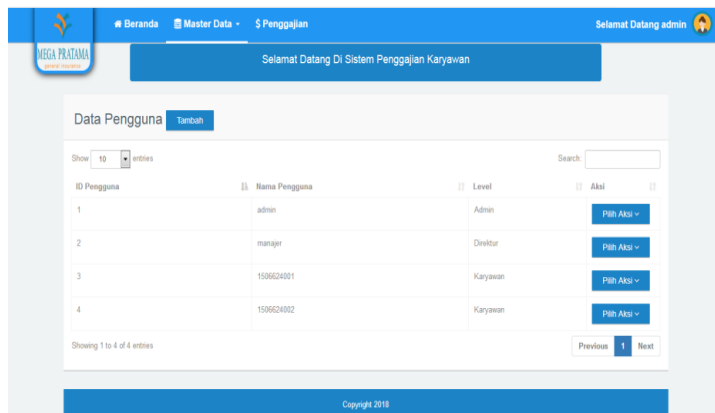 Beranda Master Data $ Penggajian Selamat Datang admin
MEGA PRATAMA
Selamat Datang Di Sistem Penggajian Karyawan
Data Pengguna Tambah
Show 10 entries Search:
ID Pengguna Nama Pengguna Level Aksi
1 admin Admin Pilih Aksi
2 manajer Direktur Pilih Aksi
3 1506624001 Karyawan Pilih Aksi
4 1506624002 Karyawan Pilih Aksi
Showing 1 to 4 of 4 entries Previous 1 Next
Copyright 2018